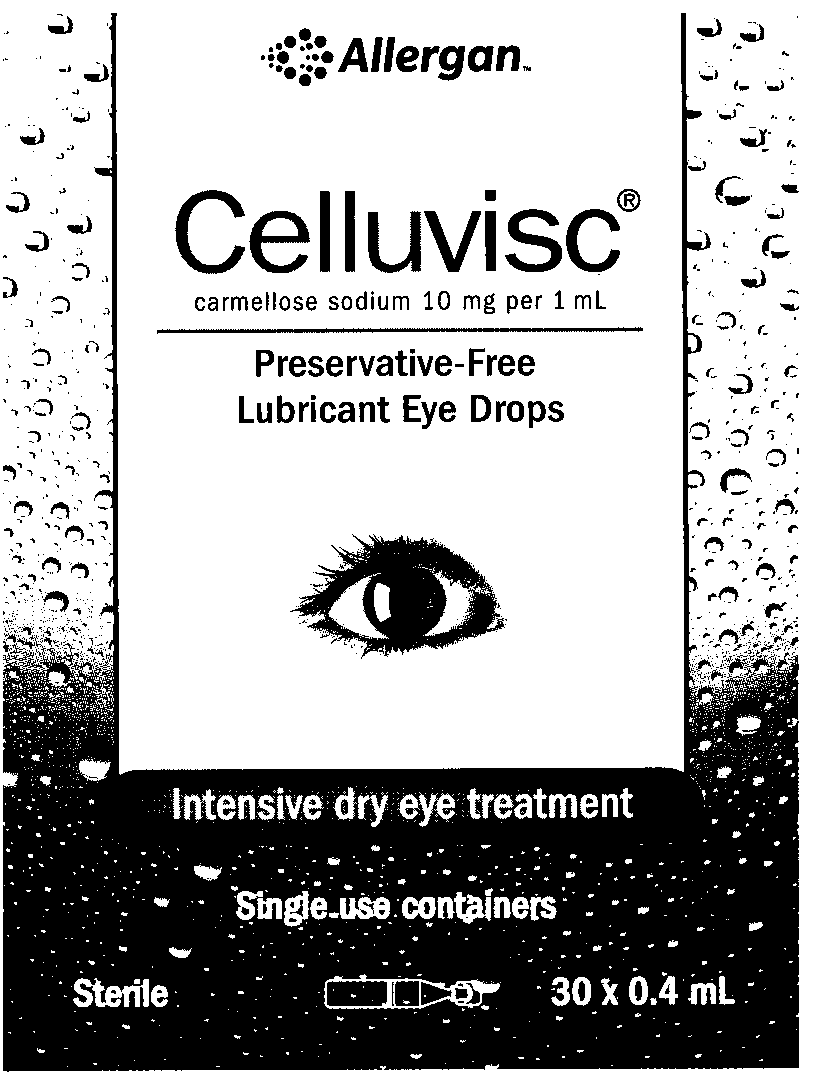 Allergan™
Celluvisc®
carmellose sodium 10 mg per 1 mL
Preservative-Free
Lubricant Eye Drops
Intensive dry eye treatment
Single-use containers
Sterile
30 x 0.4 mL